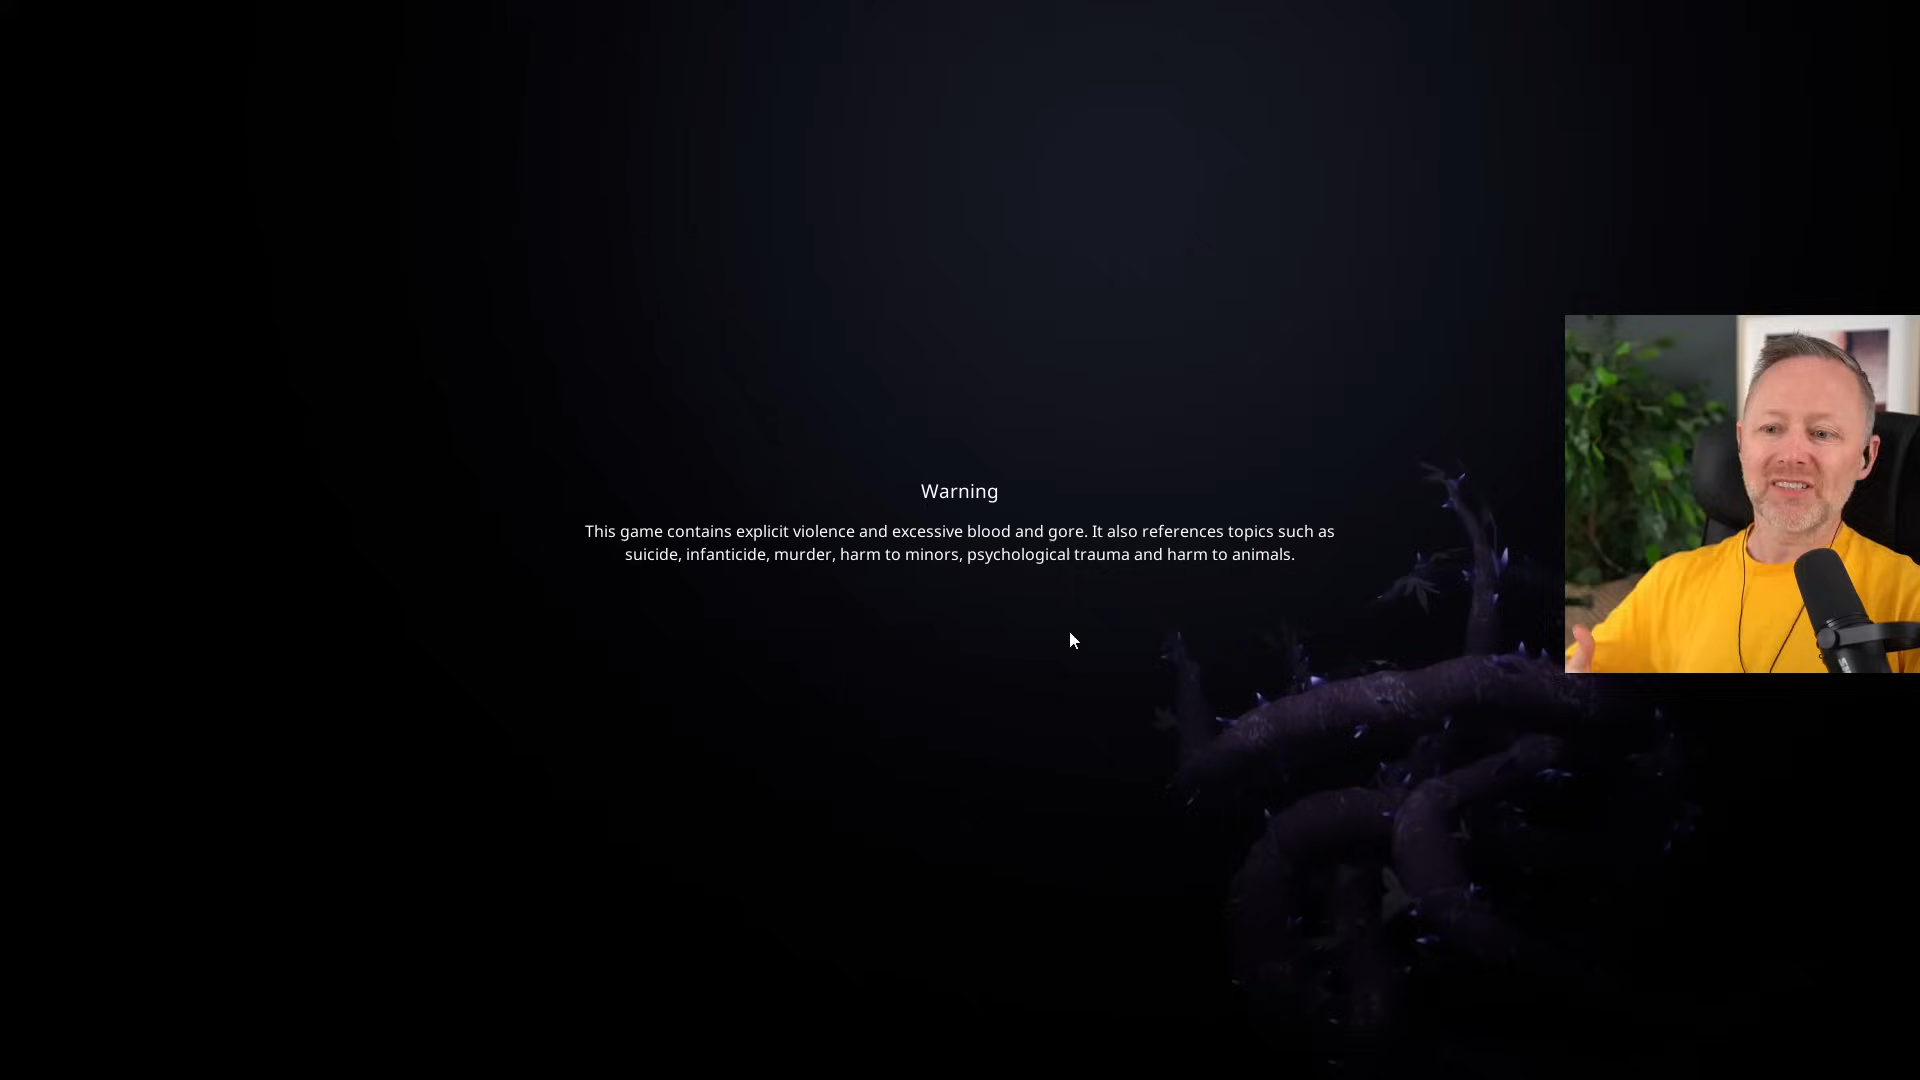 Warning
This game contains explicit violence and excessive blood and gore. It also references topics such as
suicide, infanticide, murder, harm to minors, psychological trauma and harm to animals.